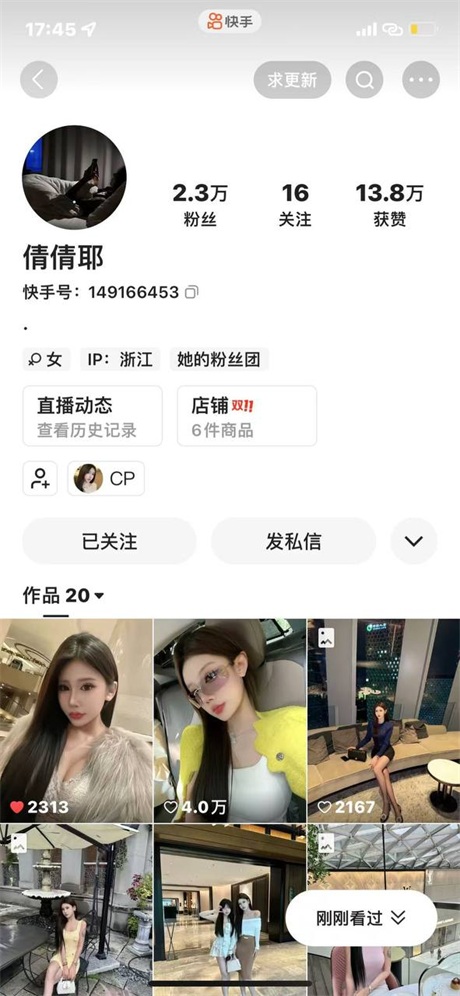 17:45
快手
求更新
2.3万
16
13.8万
粉丝
关注
获赞
倩倩耶
快手号：149166453
.
女
IP：浙江
她的粉丝团
直播动态
查看历史记录
店铺 双11
6件商品
CP
已关注
发私信
作品 20
2313
4.0万
2167
刚刚看过